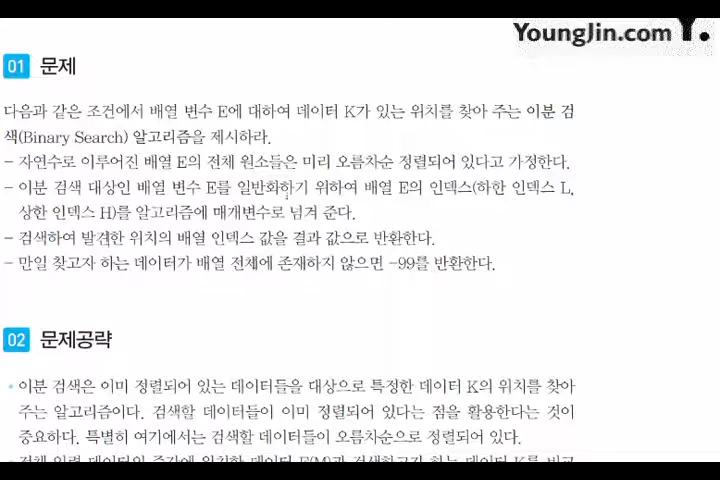 YoungJin.com Y.
01 문제
다음과 같은 조건에서 배열 변수 E에 대하여 데이터 K가 있는 위치를 찾아 주는 이분 검
색(Binary Search) 알고리즘을 제시하라.
- 자연수로 이루어진 배열 E의 전체 원소들은 미리 오름차순 정렬되어 있다고 가정한다.
- 이분 검색 대상인 배열 변수 E를 일반화하기 위하여 배열 E의 인덱스(하한 인덱스 L,
상한 인덱스 H)를 알고리즘에 매개변수로 넘겨 준다.
- 검색하여 발견한 위치의 배열 인덱스 값을 결과 값으로 반환한다.
- 만일 찾고자 하는 데이터가 배열 전체에 존재하지 않으면 -99를 반환한다.
02 문제공략
• 이분 검색은 이미 정렬되어 있는 데이터들을 대상으로 특정한 데이터 K의 위치를 찾아
주는 알고리즘이다. 검색할 데이터들이 이미 정렬되어 있다는 점을 활용한다는 것이
중요하다. 특별히 여기에서는 검색할 데이터들이 오름차순으로 정렬되어 있다.